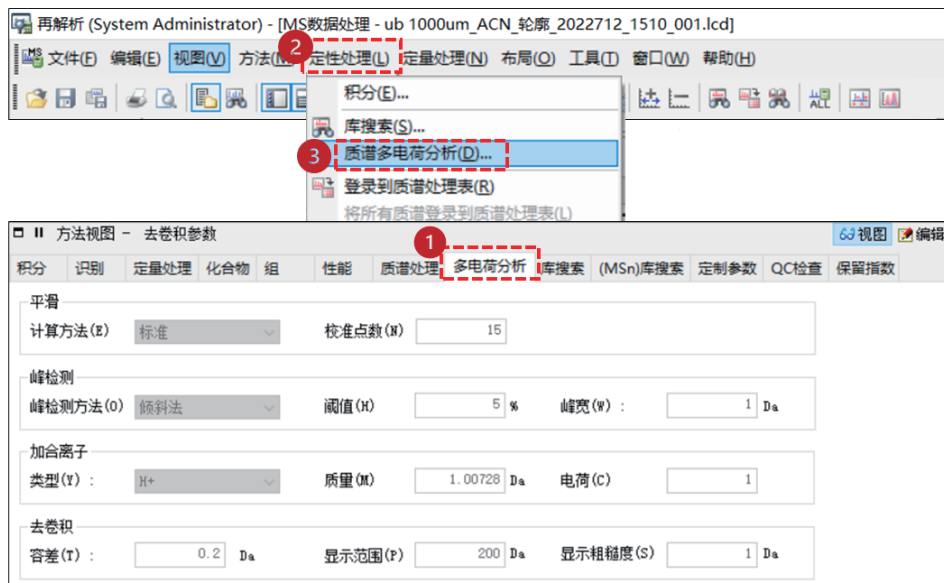 再解析 (System Administrator) - [MS数据处理 - ub 1000um_ACN_轮廓_2022712_1510_001.lcd]
文件(F) 编辑(E) 视图(V) 方法(M) 2 定性处理(L) 定量处理(N) 布局(O) 工具(T) 窗口(W) 帮助(H)
积分(E)...
库搜索(S)...
3 质谱多电荷分析(D)...
登录到质谱处理表(R)
将所有质谱登录到质谱处理表(L)
方法视图 - 去卷积参数 1 视图 编辑
积分 识别 定量处理 化合物 组 性能 质谱处理 多电荷分析 库搜索 (MSn)库搜索 定制参数 QC检查 保留指数
平滑
计算方法(E) 标准 校准点数(N) 15
峰检测
峰检测方法(O) 倾斜法 阈值(H) 5 % 峰宽(W) : 1 Da
加合离子
类型(Y) : H+ 质量(M) 1.00728 Da 电荷(C) 1
去卷积
容差(T) : 0.2 Da 显示范围(P) 200 Da 显示粗糙度(S) 1 Da